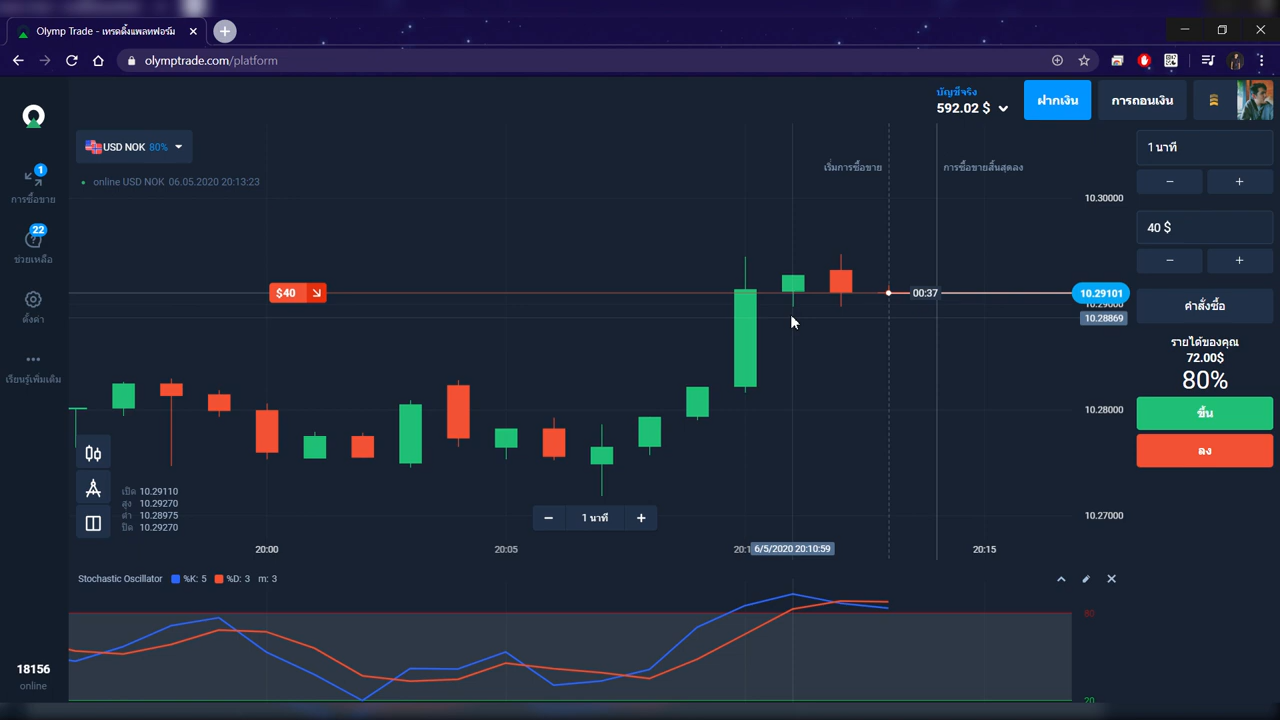 Olymp Trade - เทรดดิ้งแพลทฟอร์ม
olymptrade.com/platform
บัญชีจริง
592.02 $
ฝากเงิน
การถอนเงิน
USD NOK 80%
online USD NOK 06.05.2020 20:13:23
1
การซื้อขาย
22
ช่วยเหลือ
ตั้งค่า
เรียนรู้เพิ่มเติม
เริ่มการซื้อขาย
การซื้อขายสิ้นสุดลง
10.30000
$40
00:37
10.29101
10.29000
10.28869
10.28000
10.27000
1 นาที
− +
40 $
− +
คำสั่งซื้อ
รายได้ของคุณ
72.00$
80%
ขึ้น
ลง
เปิด 10.29110
สูง 10.29270
ต่ำ 10.28975
ปิด 10.29270
− 1 นาที +
20:00
20:05
6/5/2020 20:10:59
20:15
Stochastic Oscillator %K: 5 %D: 3 m: 3
80
20
18156
online